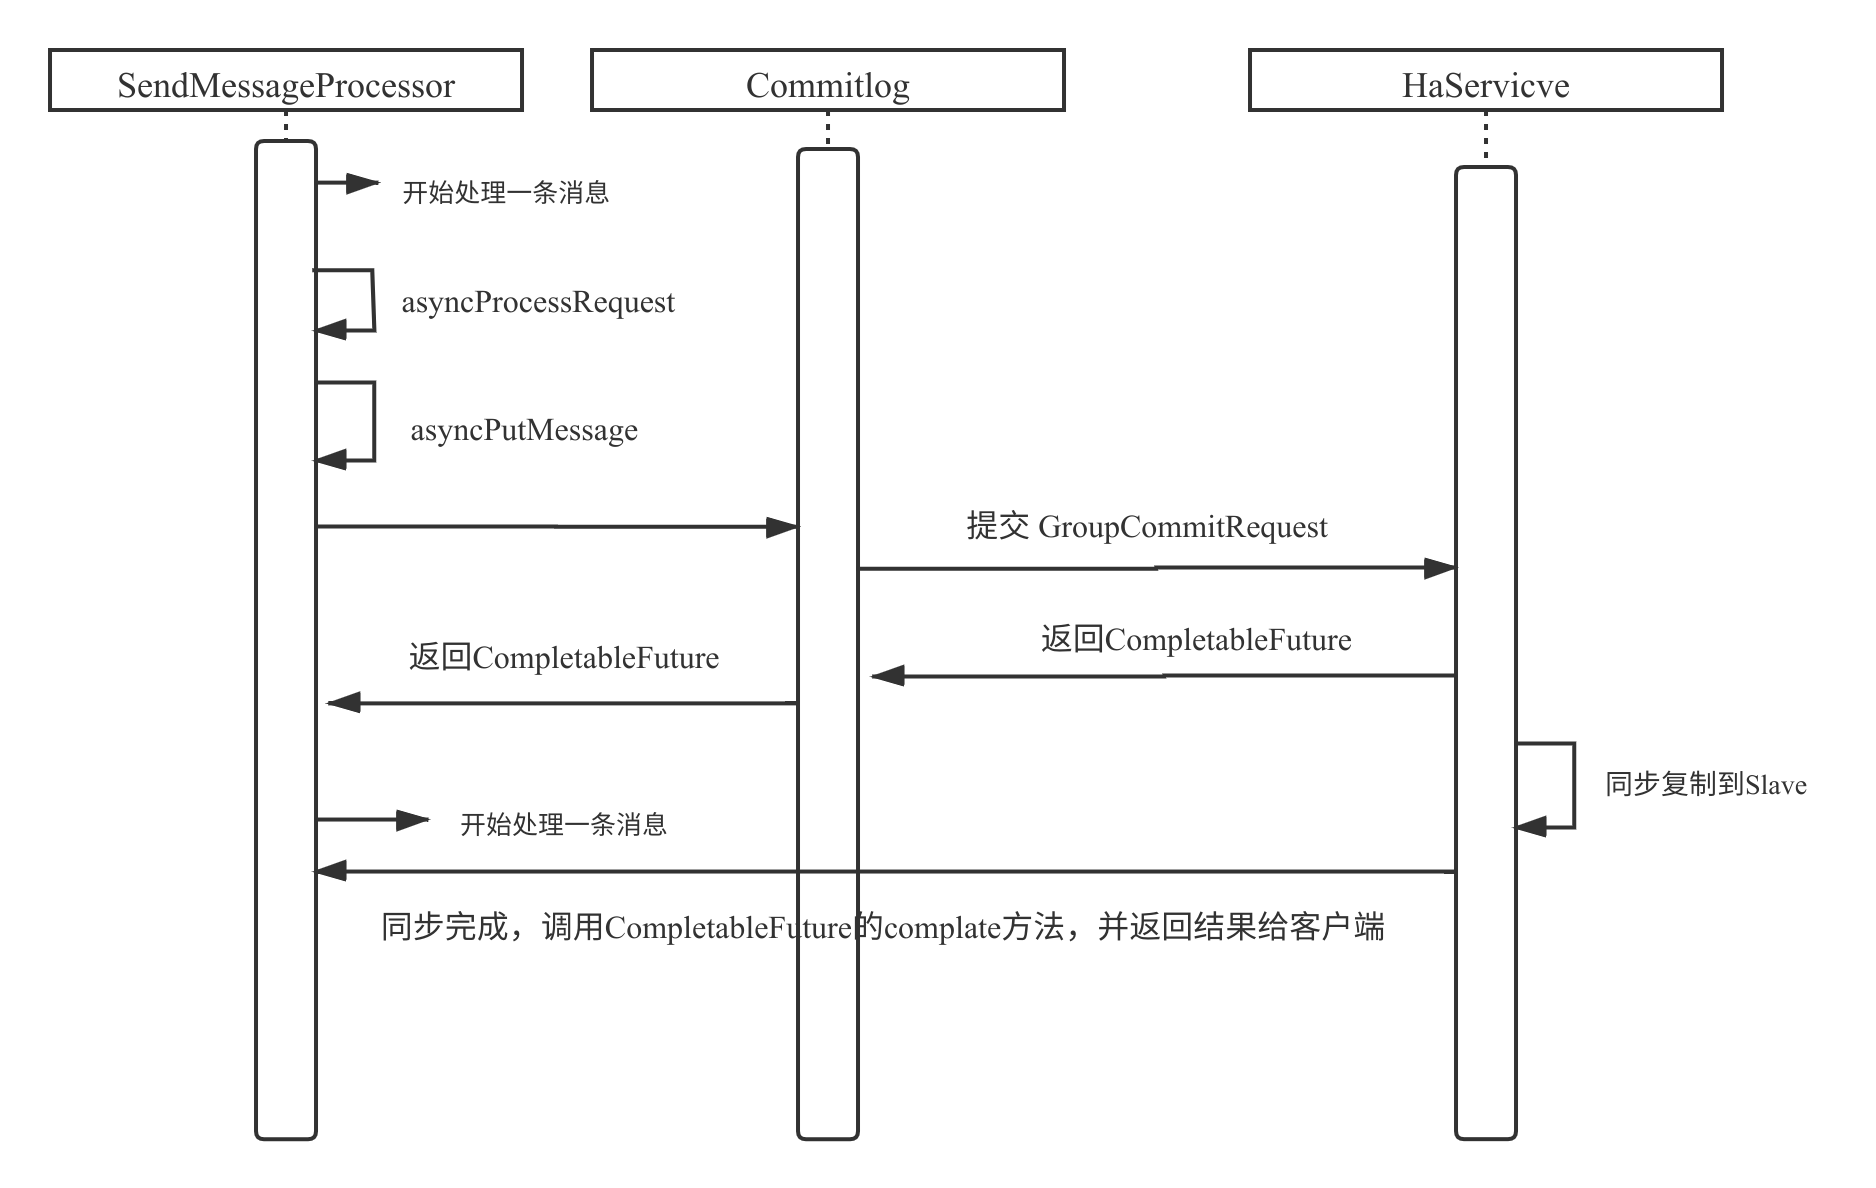 SendMessageProcessor
Commitlog
HaServicve
开始处理一条消息
asyncProcessRequest
asyncPutMessage
提交 GroupCommitRequest
返回CompletableFuture
返回CompletableFuture
同步复制到Slave
开始处理一条消息
同步完成，调用CompletableFuture的complate方法，并返回结果给客户端